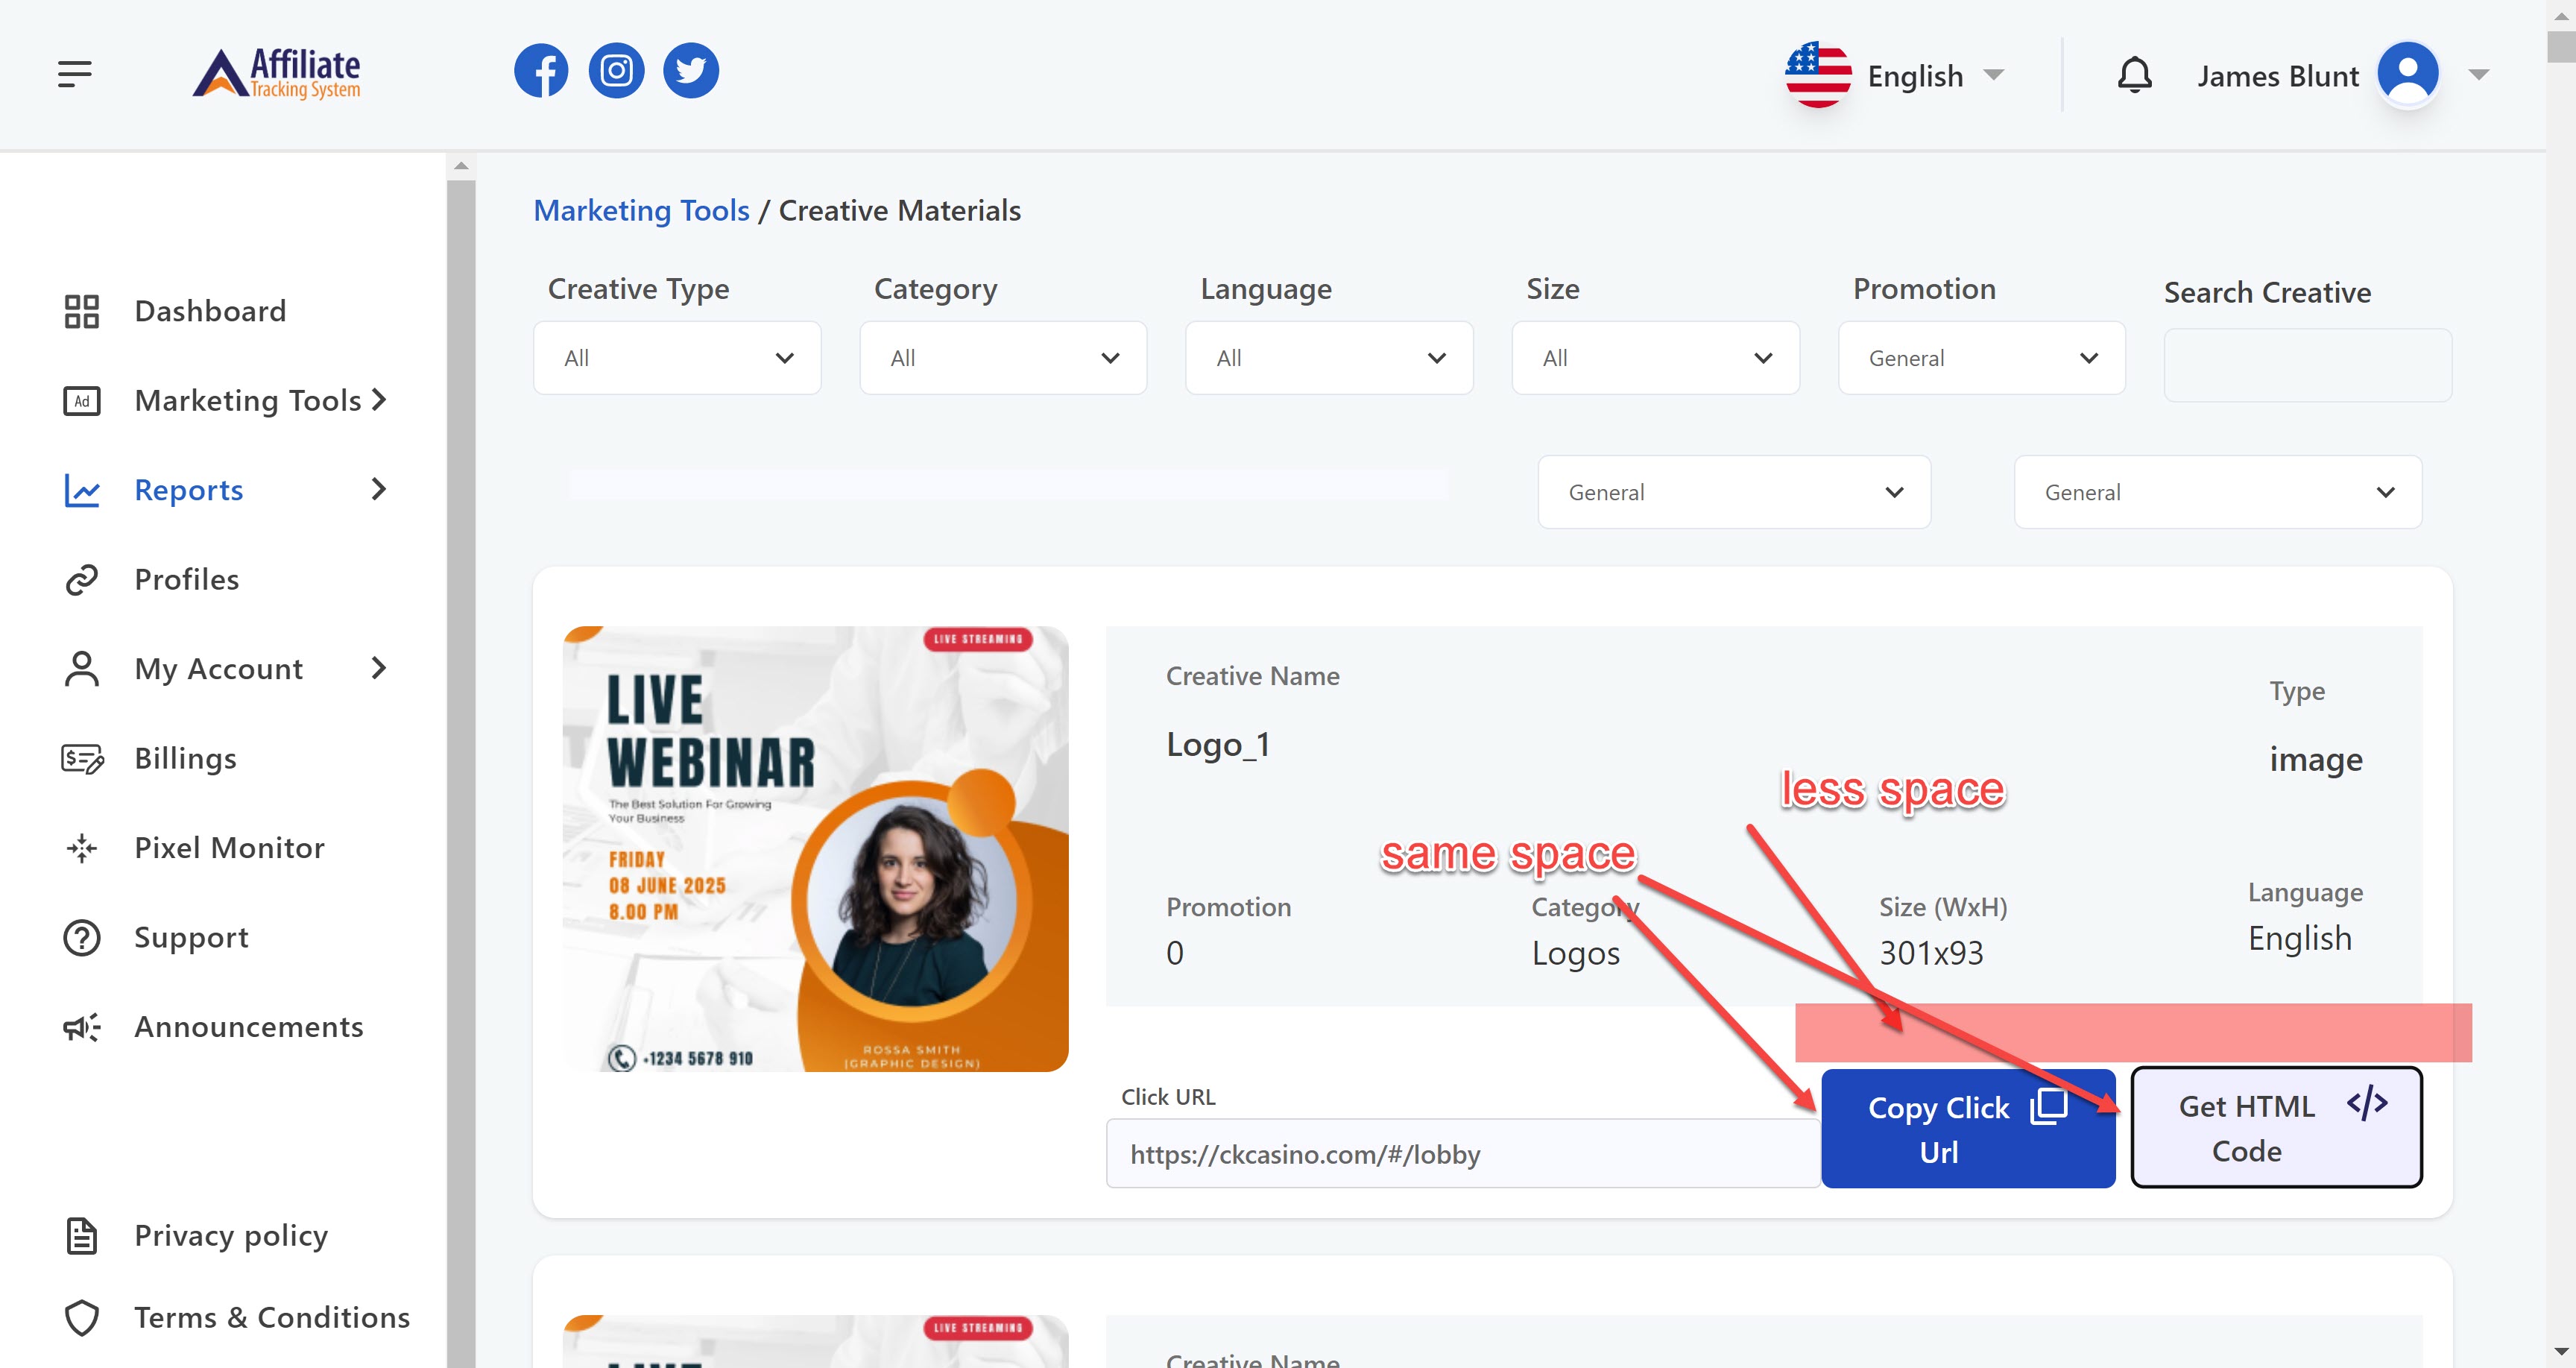 Affiliate
Tracking System
English
James Blunt
Marketing Tools / Creative Materials
Creative Type
Category
Language
Size
Promotion
Search Creative
All
All
All
All
General
General
General
Dashboard
Ad
Marketing Tools
Reports
Profiles
My Account
Billings
Pixel Monitor
Support
Announcements
Privacy policy
Terms & Conditions
LIVE STREAMING
LIVE
WEBINAR
The Best Solution For Growing
Your Business
FRIDAY
08 JUNE 2025
8.00 PM
+1234 5678 910
ROSSA SMITH
(GRAPHIC DESIGN)
Creative Name
Logo_1
Type
image
less space
same space
Promotion
0
Category
Logos
Size (WxH)
301x93
Language
English
Click URL
https://ckcasino.com/#/lobby
Copy Click
Url
Get HTML
Code
</>
LIVE STREAMING
LIVE
Creative Name